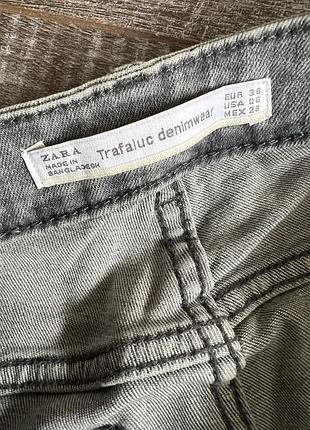 ZARA
MADE IN
BANGLADESH
Trafaluc denimwear
EUR 38
USA 06
MEX 28